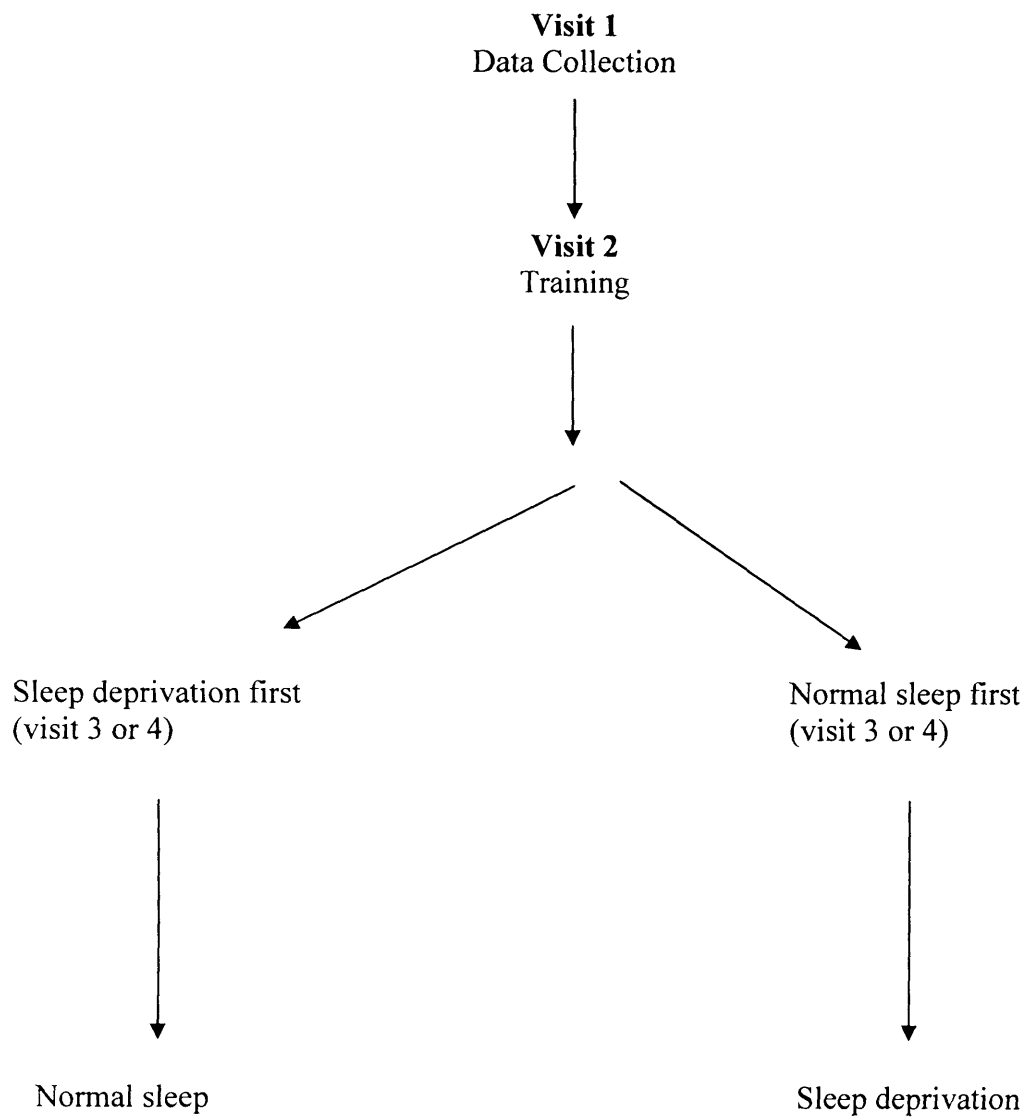 Visit 1
Data Collection
Visit 2
Training
Sleep deprivation first
(visit 3 or 4)
Normal sleep first
(visit 3 or 4)
Normal sleep
Sleep deprivation